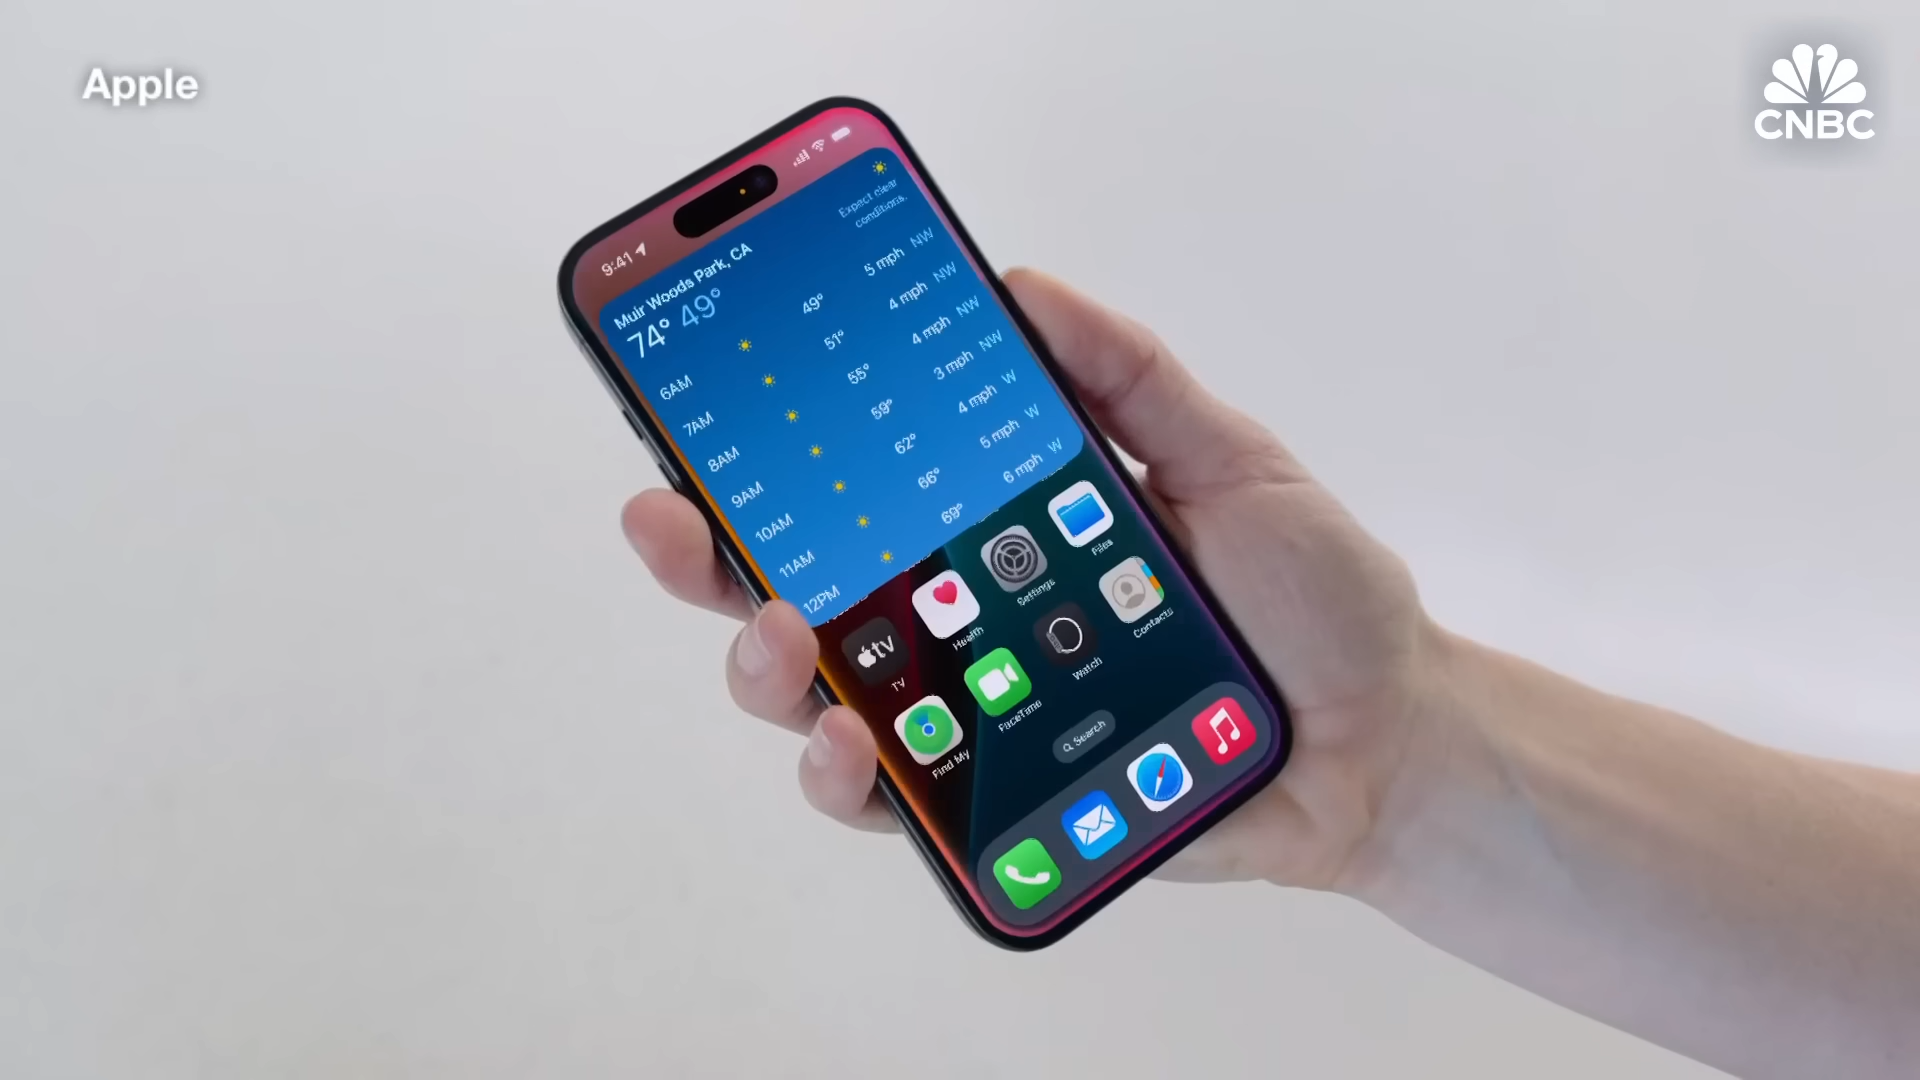 Apple
CNBC
9:41
Expect clear
conditions.
Muir Woods Park, CA
74° 49°
6AM 49° 5 mph NW
7AM 51° 4 mph NW
8AM 55° 4 mph NW
9AM 59° 3 mph NW
10AM 62° 4 mph W
11AM 66° 5 mph W
12PM 69° 6 mph W
tv
TV
Health
Settings
Files
Find My
FaceTime
Watch
Contacts
Search